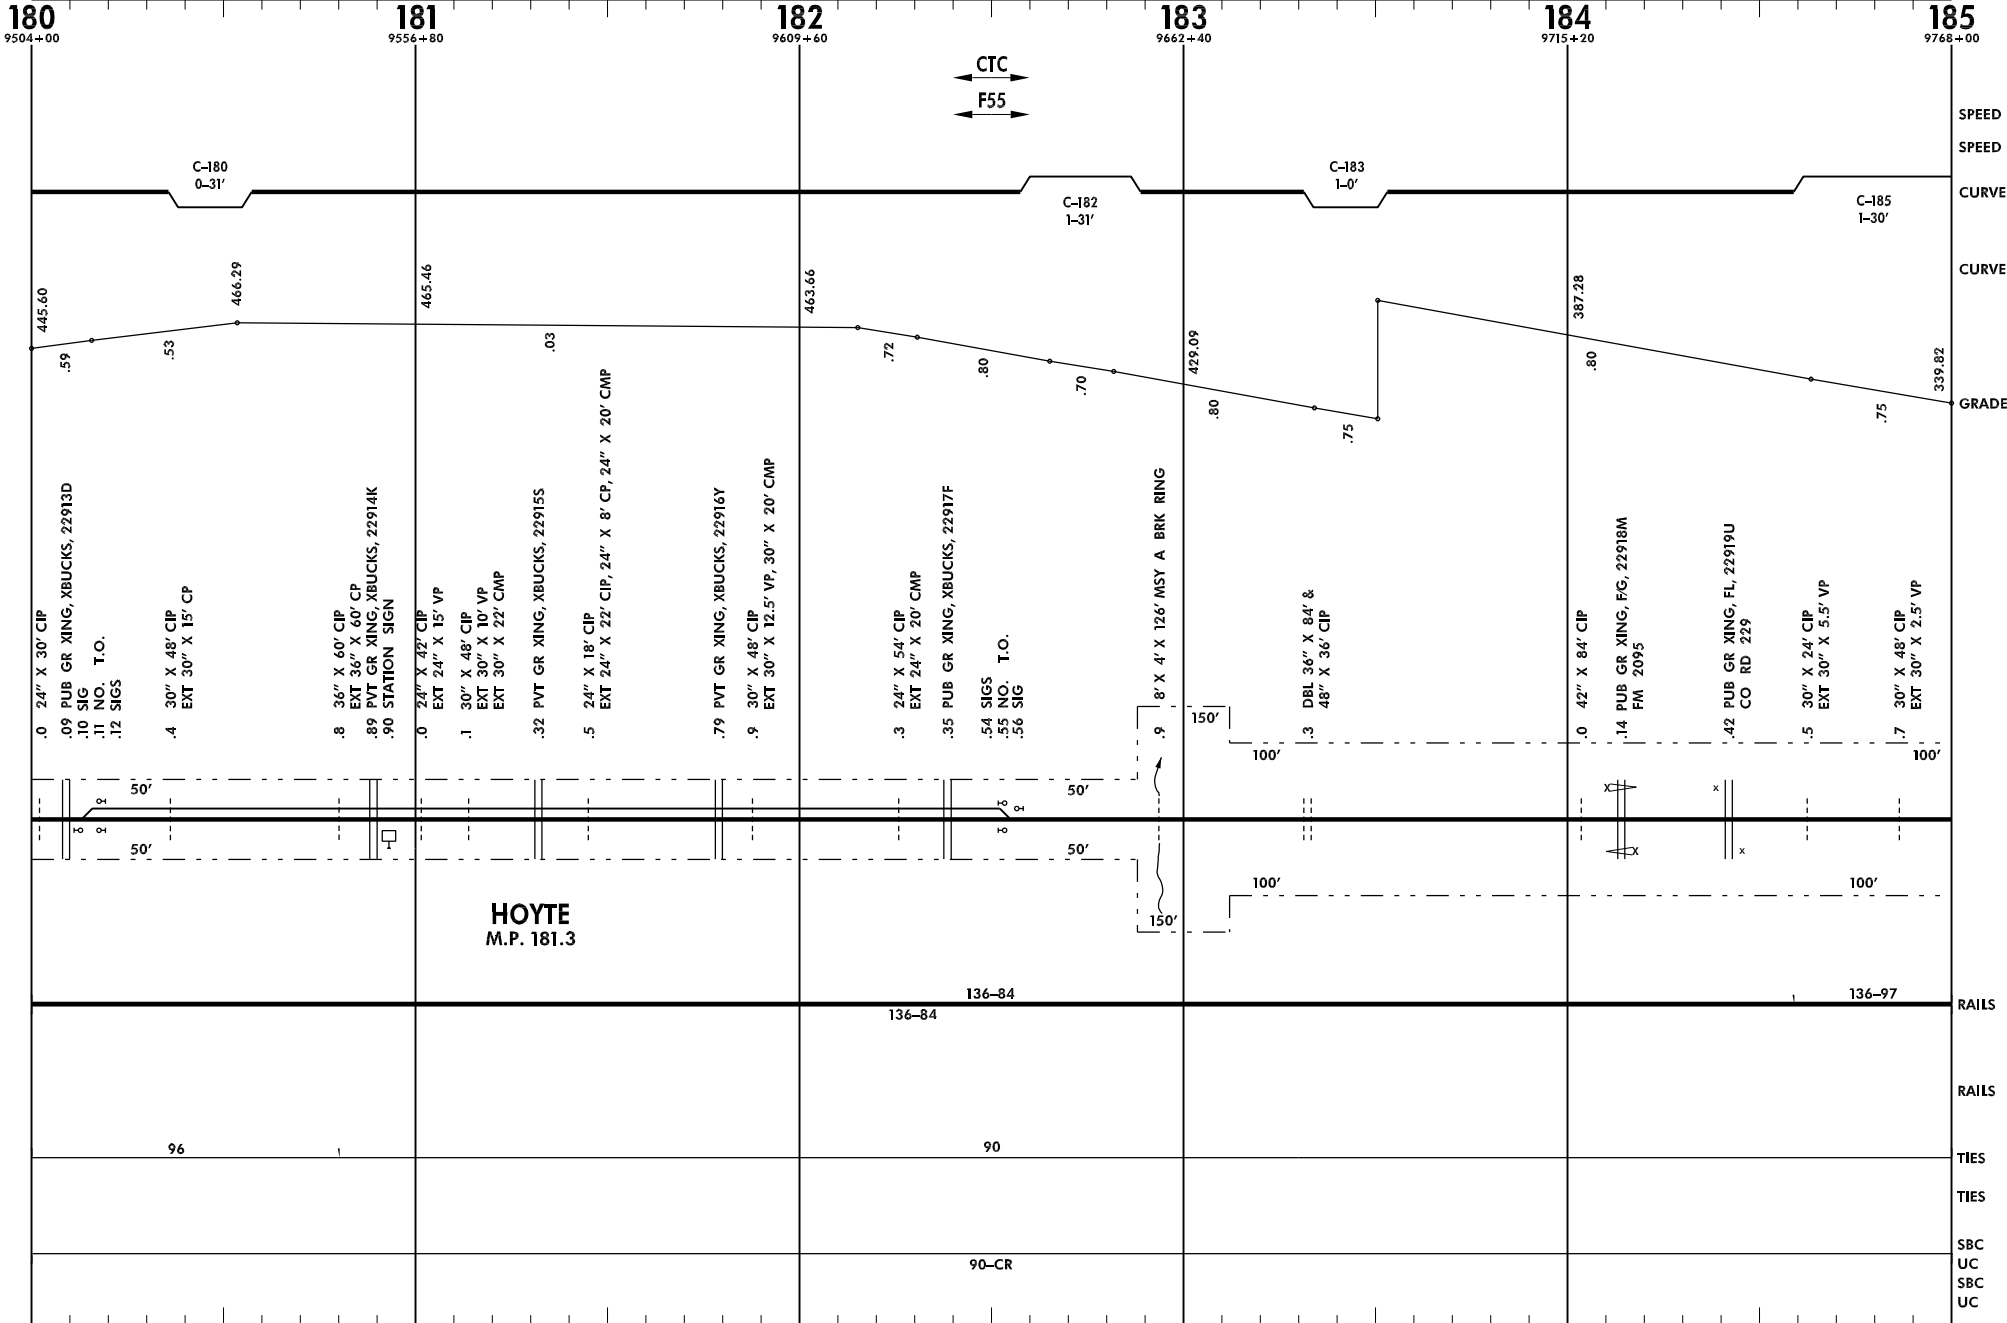 180 181 182 183 184 185
9504+00 9556+80 9609+60 9662+40 9715+20 9768+00
CTC
F55
SPEED
SPEED
C-180
0-31'
C-183
1-0'
CURVE
C-182
1-31'
C-185
1-30'
CURVE
445.60
466.29
465.46
463.66
429.09
387.28
339.82
.59
.53
.03
.72
.80
.70
.80
.75
.80
.75
GRADE
.0 24" X 30' CIP
.09 PUB GR XING, XBUCKS, 22913D
.10 SIG
.11 NO. T.O.
.12 SIGS
.4 30" X 48' CIP
EXT 30" X 15' CP
.8 36" X 60' CIP
EXT 36" X 60' CP
.89 PVT GR XING, XBUCKS, 22914K
.90 STATION SIGN
.0 24" X 42' CIP
EXT 24" X 15' VP
.1 30" X 48' CIP
EXT 30" X 10' VP
EXT 30" X 22' CMP
.32 PVT GR XING, XBUCKS, 22915S
.5 24" X 18' CIP
EXT 24" X 22' CIP, 24" X 8' CP, 24" X 20' CMP
.79 PVT GR XING, XBUCKS, 22916Y
.9 30" X 48' CIP
EXT 30" X 12.5' VP, 30" X 20' CMP
.3 24" X 54' CIP
EXT 24" X 20' CMP
.35 PUB GR XING, XBUCKS, 22917F
.54 SIGS
.55 NO. T.O.
.56 SIG
.9 8' X 4' X 126' MSY A BRK RING
.3 DBL 36" X 84' &
48" X 36' CIP
.0 42" X 84' CIP
.14 PUB GR XING, F/G, 22918M
FM 2095
.42 PUB GR XING, FL, 22919U
CO RD 229
.5 30" X 24' CIP
EXT 30" X 5.5' VP
.7 30" X 48' CIP
EXT 30" X 2.5' VP
150'
100' 100'
50' 50'
X x
50' 50'
X x
100' 100'
150'
HOYTE
M.P. 181.3
136-84 136-97
RAILS
136-84
RAILS
96 90
TIES
TIES
SBC
90-CR
UC
SBC
UC